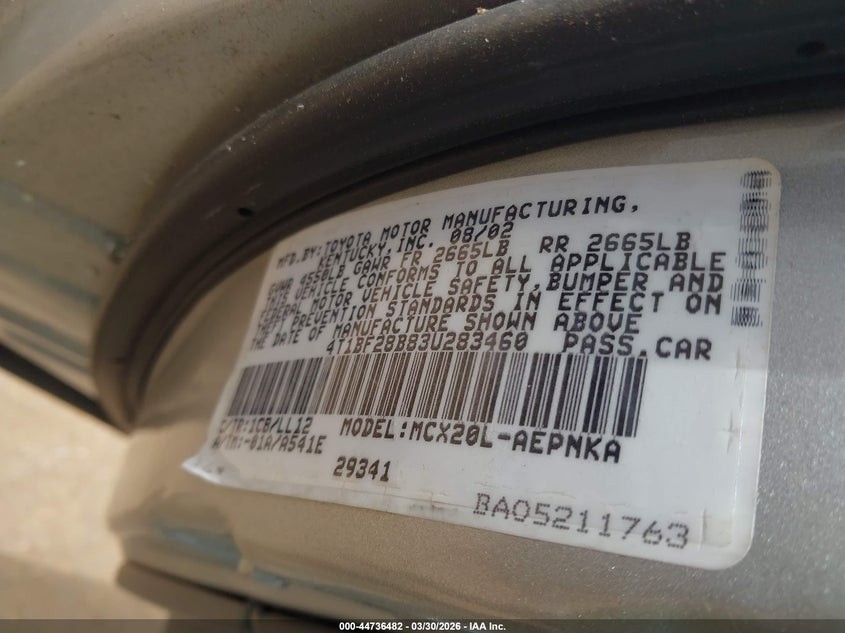 MFD.BY:TOYOTA MOTOR MANUFACTURING,
KENTUCKY,INC. 08/02
GVWR 4550LB GAWR FR 2665LB RR 2665LB
THE VEHICLE CONFORMS TO ALL APPLICABLE
FEDERAL MOTOR VEHICLE SAFETY,BUMPER AND
THEFT PREVENTION STANDARDS IN EFFECT ON
THE DATE OF MANUFACTURE SHOWN ABOVE
4T1BF28B83U283460 PASS.CAR
C/TR:1C8/LL12 MODEL:MCX20L-AEPNKA
A/TM:-01A/A541E
29341
BA05211763
000-44736482 — 03/30/2026 — IAA Inc.